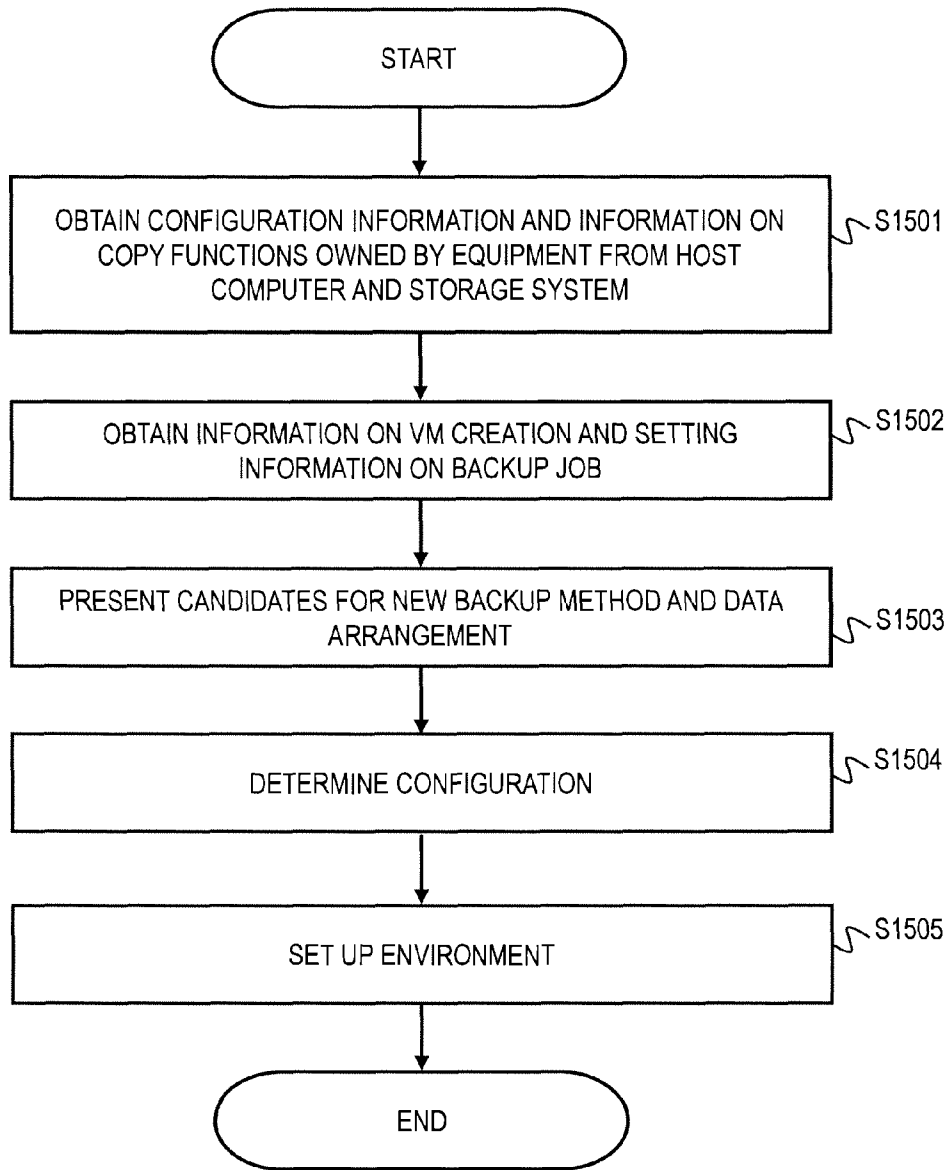 START
OBTAIN CONFIGURATION INFORMATION AND INFORMATION ON
COPY FUNCTIONS OWNED BY EQUIPMENT FROM HOST
COMPUTER AND STORAGE SYSTEM
S1501
OBTAIN INFORMATION ON VM CREATION AND SETTING
INFORMATION ON BACKUP JOB
S1502
PRESENT CANDIDATES FOR NEW BACKUP METHOD AND DATA
ARRANGEMENT
S1503
DETERMINE CONFIGURATION
S1504
SET UP ENVIRONMENT
S1505
END